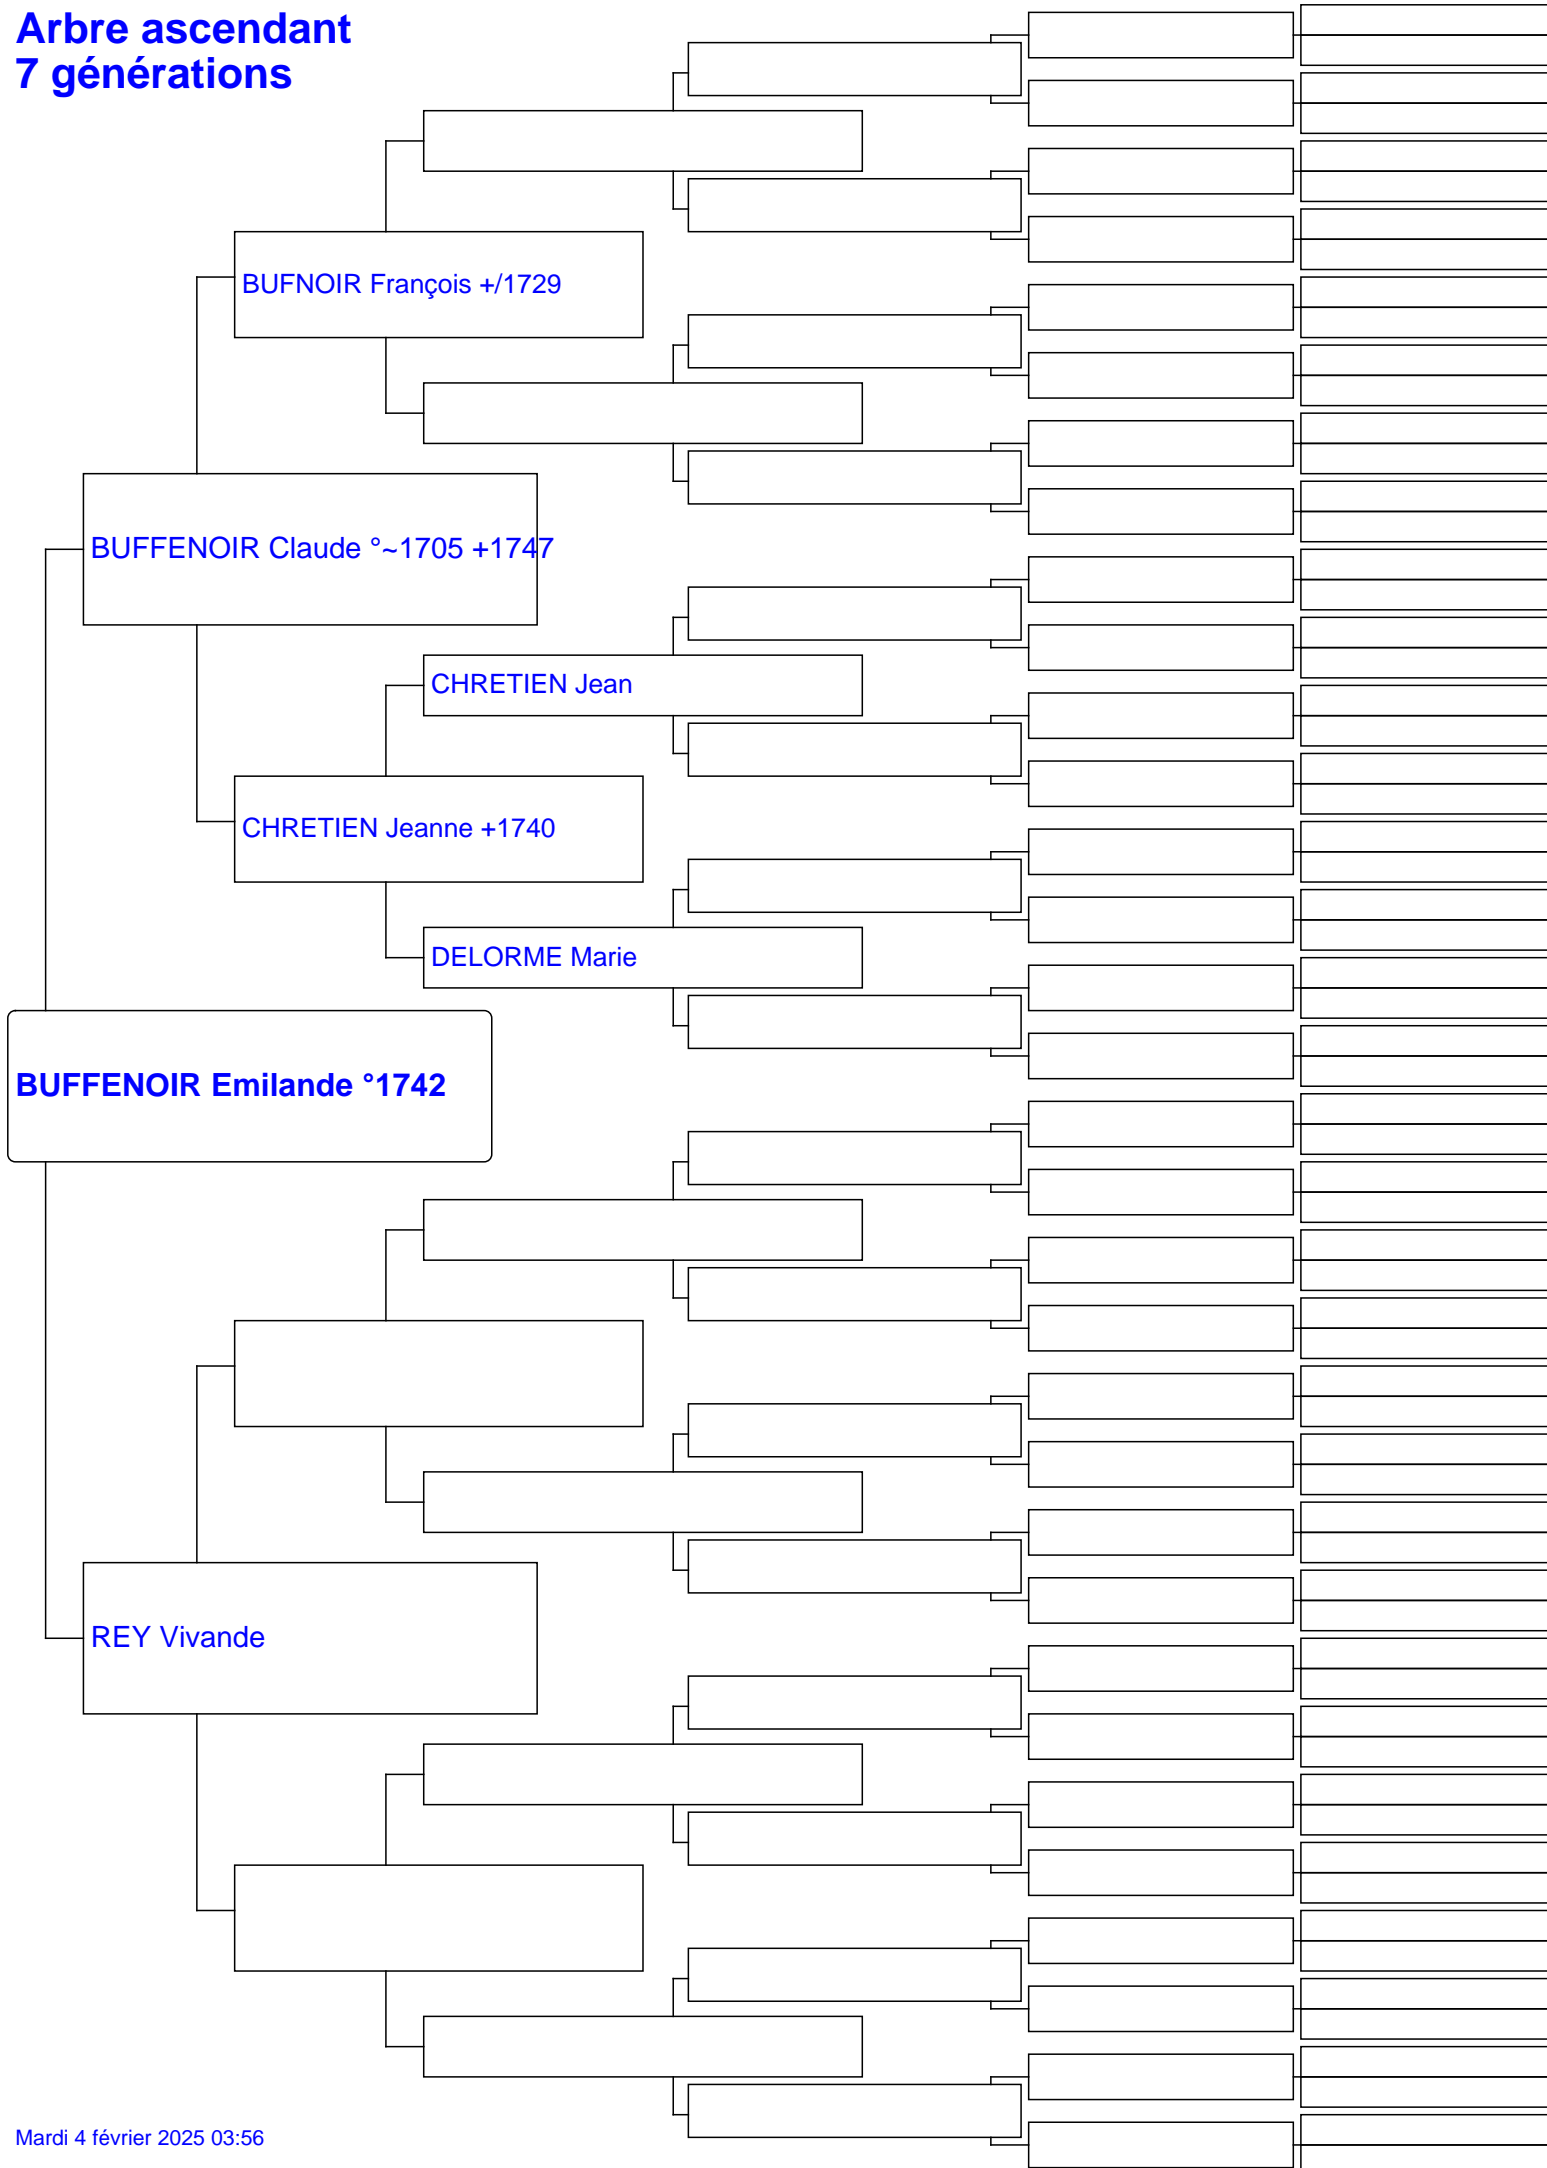 Arbre ascendant
7 générations
BUFNOIR François +/1729
BUFFENOIR Claude °~1705 +1747
CHRETIEN Jean
CHRETIEN Jeanne +1740
DELORME Marie
BUFFENOIR Emilande °1742
REY Vivande
Mardi 4 février 2025 03:56